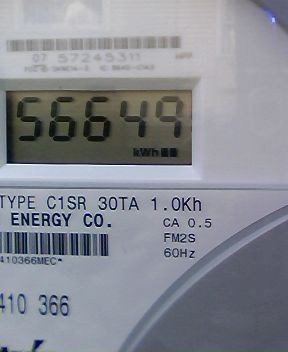 07 57245311
56649
kWh
TYPE C1SR 30TA 1.0Kh
ENERGY CO. CA 0.5
FM2S
410366MEC* 60Hz
410 366